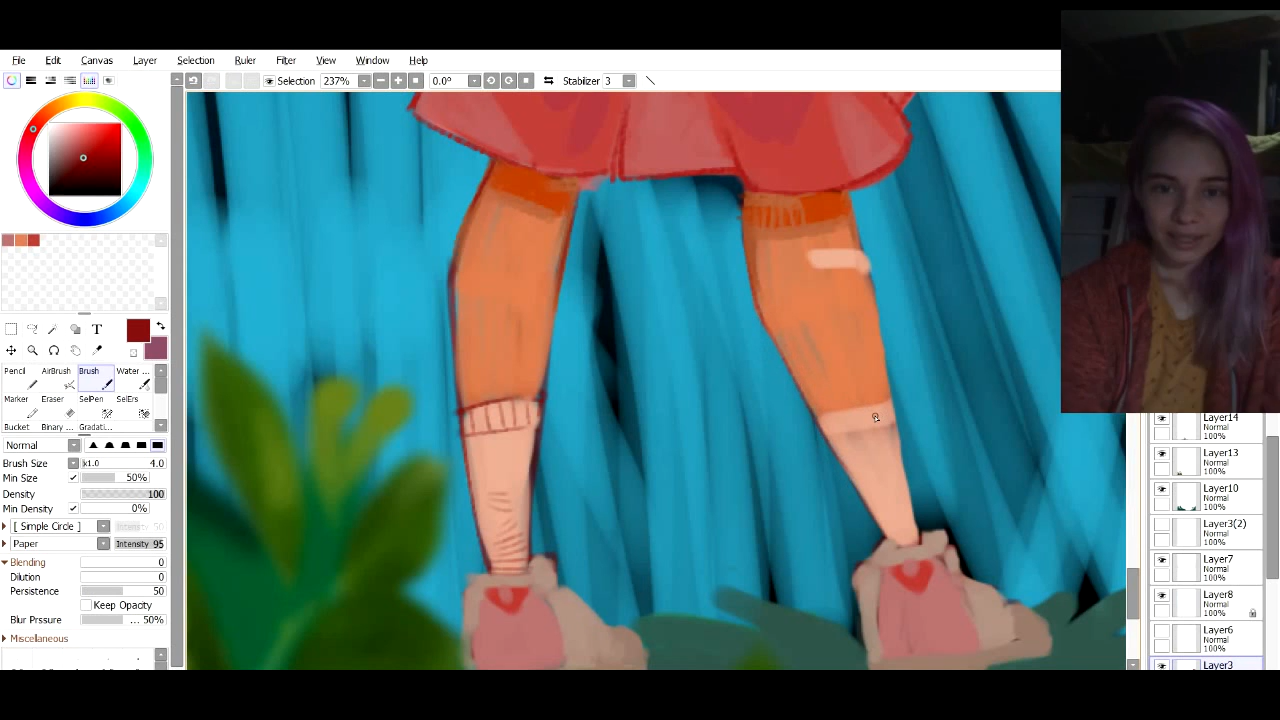 File Edit Canvas Layer Selection Ruler Filter View Window Help
Selection 237% 0.0° Stabilizer 3
T
Pencil AirBrush Brush Water ...
Marker Eraser SelPen SelErs
Bucket Binary ... Gradati...
Normal
Brush Size x1.0 4.0
Min Size 50%
Density 100
Min Density 0%
[ Simple Circle ] Intensity 50
Paper Intensity 95
Blending 0
Dilution 0
Persistence 50
Keep Opacity
Blur Prssure ... 50%
Miscellaneous
Layer14
Normal
100%
Layer13
Normal
100%
Layer10
Normal
100%
Layer3(2)
Normal
100%
Layer7
Normal
100%
Layer8
Normal
100%
Layer6
Normal
100%
Layer3